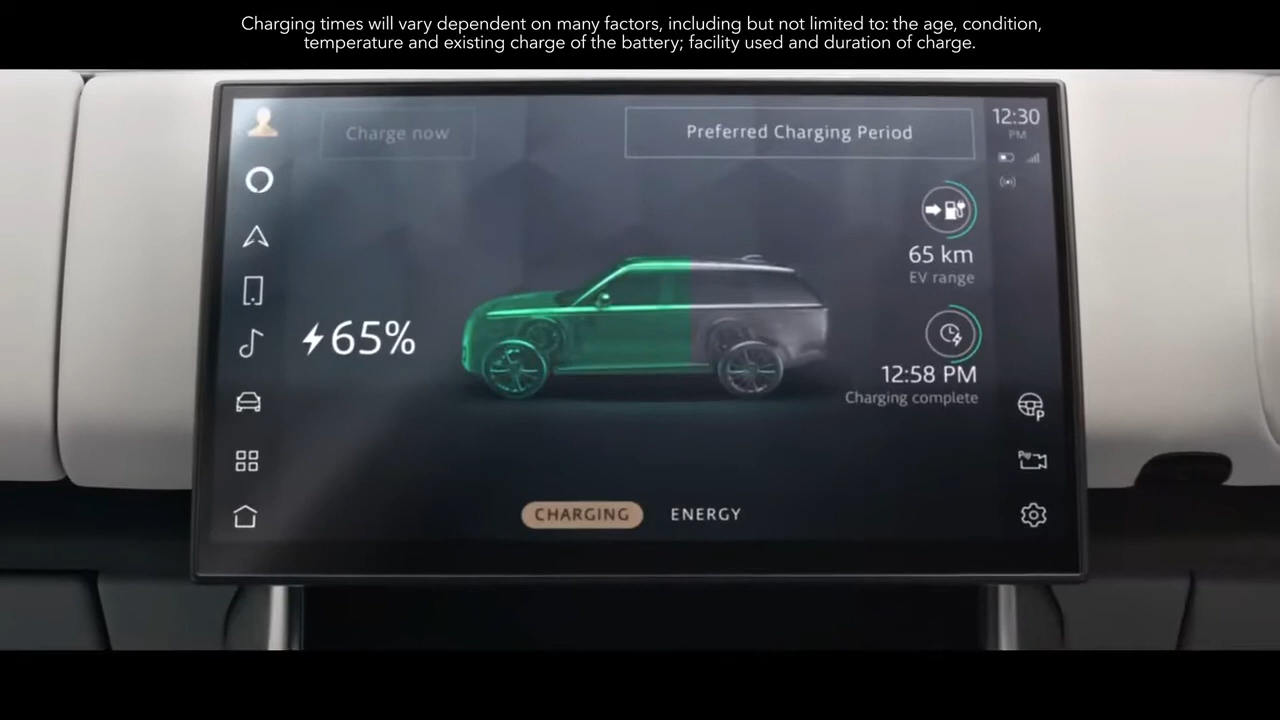 Charging times will vary dependent on many factors, including but not limited to: the age, condition,
temperature and existing charge of the battery; facility used and duration of charge.
Charge now
Preferred Charging Period
12:30
PM
65 km
EV range
65%
12:58 PM
Charging complete
P
CHARGING
ENERGY